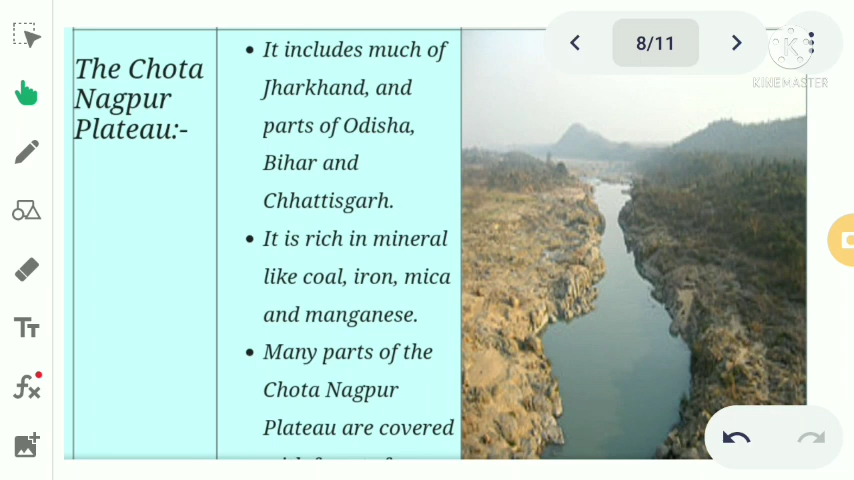 8/11
KINEMASTER
The Chota
Nagpur
Plateau:-
• It includes much of
Jharkhand, and
parts of Odisha,
Bihar and
Chhattisgarh.
• It is rich in mineral
like coal, iron, mica
and manganese.
• Many parts of the
Chota Nagpur
Plateau are covered